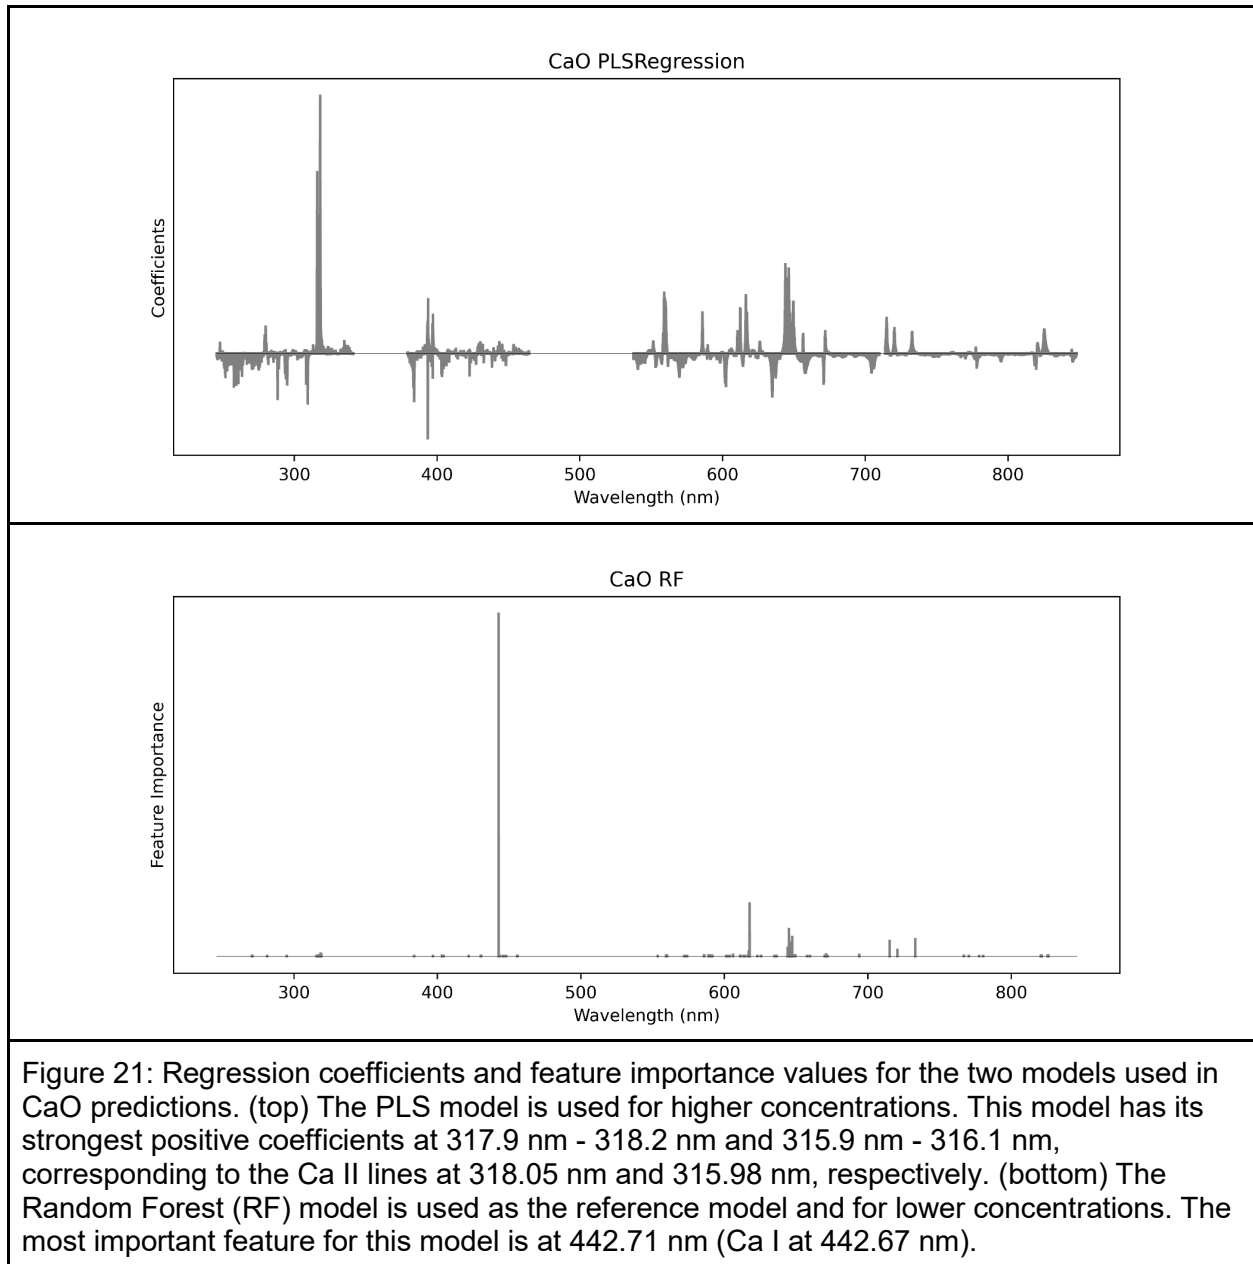 CaO PLSRegression
Coefficients
300 400 500 600 700 800
Wavelength (nm)
CaO RF
Feature Importance
300 400 500 600 700 800
Wavelength (nm)
Figure 21: Regression coefficients and feature importance values for the two models used in
CaO predictions. (top) The PLS model is used for higher concentrations. This model has its
strongest positive coefficients at 317.9 nm - 318.2 nm and 315.9 nm - 316.1 nm,
corresponding to the Ca II lines at 318.05 nm and 315.98 nm, respectively. (bottom) The
Random Forest (RF) model is used as the reference model and for lower concentrations. The
most important feature for this model is at 442.71 nm (Ca I at 442.67 nm).